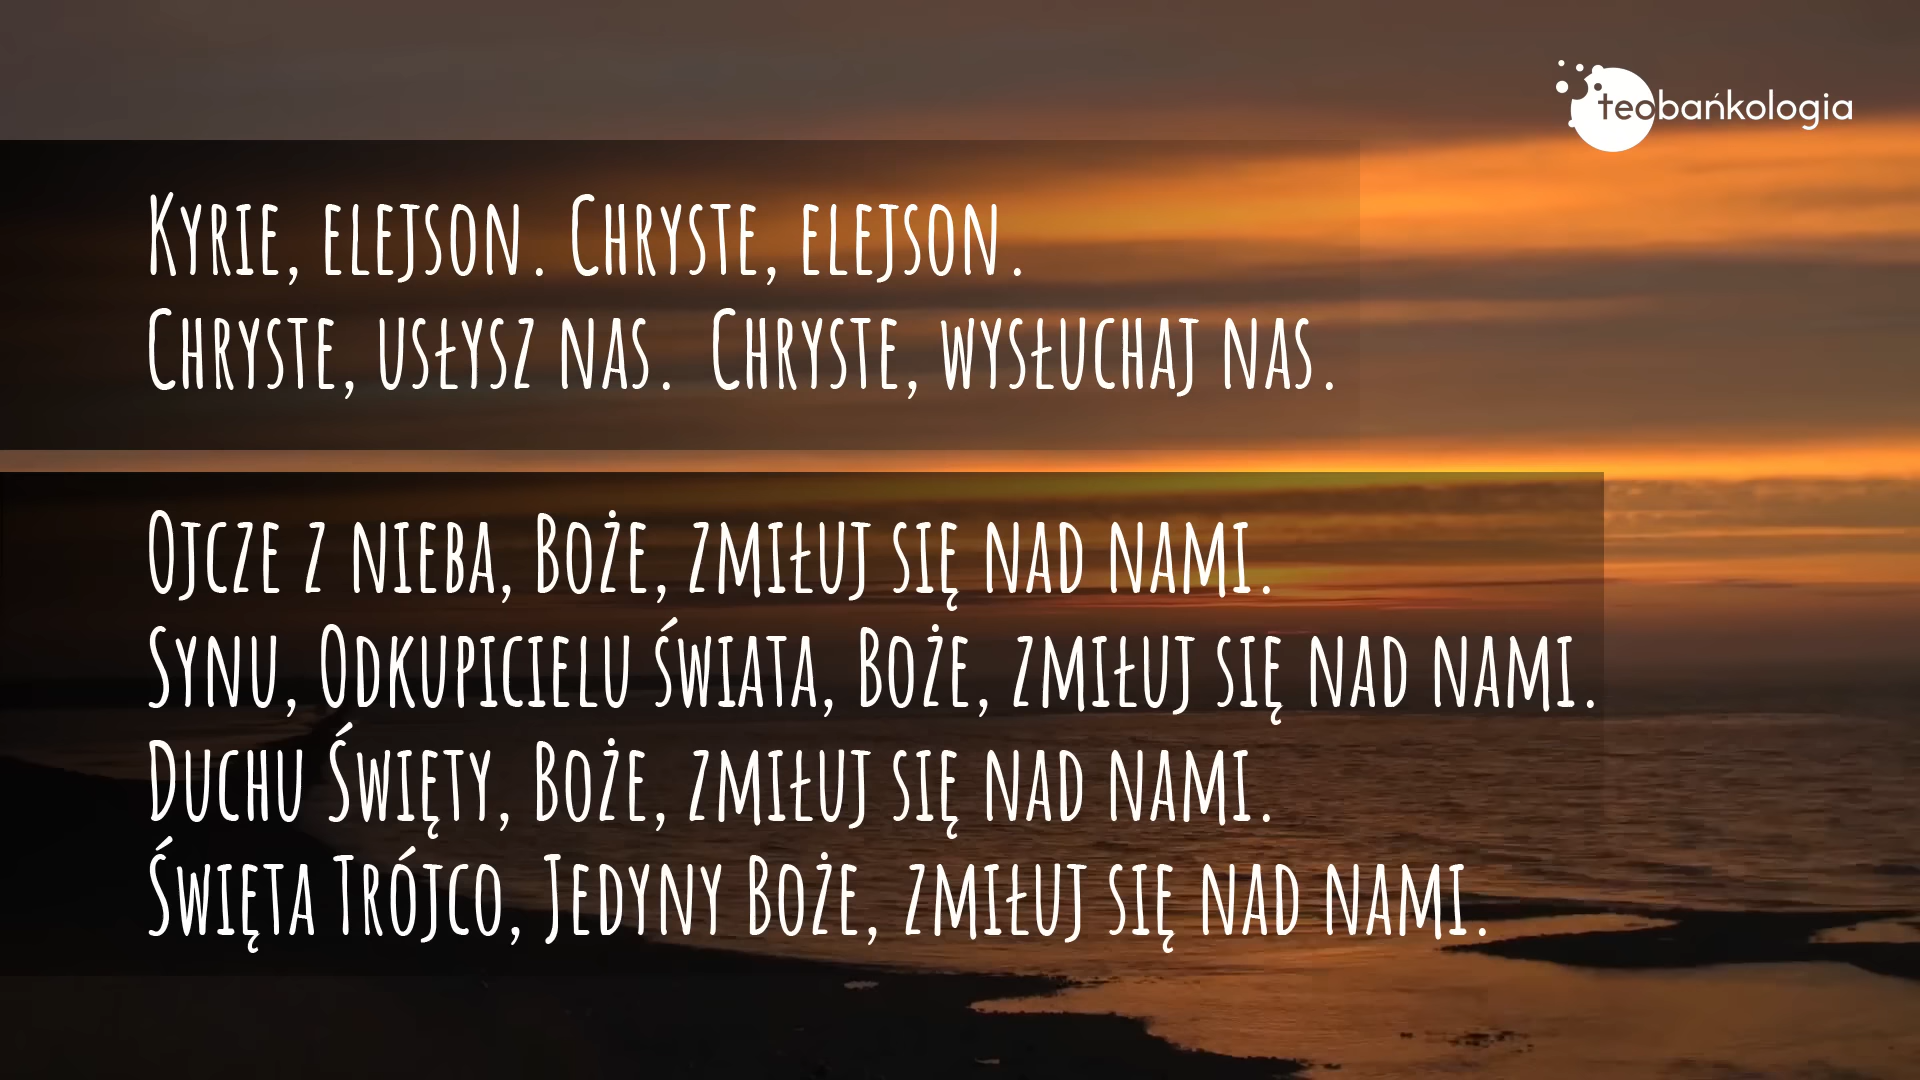 teobańkologia
Kyrie, elejson. Chryste, elejson.
Chryste, usłysz nas. Chryste, wysłuchaj nas.
Ojcze z nieba, Boże, zmiłuj się nad nami.
Synu, Odkupicielu świata, Boże, zmiłuj się nad nami.
Duchu Święty, Boże, zmiłuj się nad nami.
Święta Trójco, Jedyny Boże, zmiłuj się nad nami.